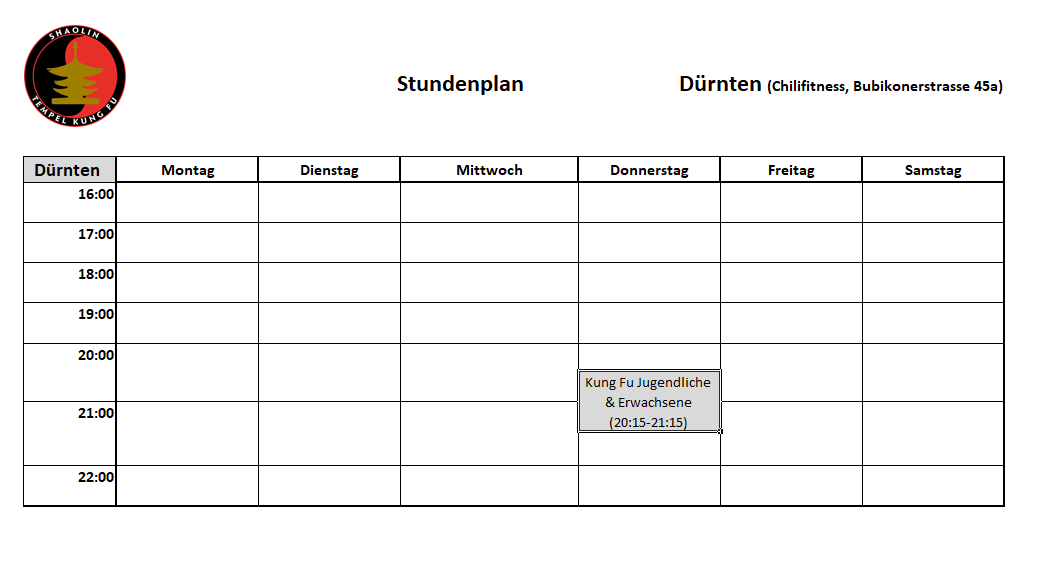 SHAOLIN
TEMPEL KUNG FU
Stundenplan
Dürnten (Chilifitness, Bubikonerstrasse 45a)
Dürnten Montag Dienstag Mittwoch Donnerstag Freitag Samstag
16:00
17:00
18:00
19:00
20:00
Kung Fu Jugendliche
& Erwachsene
(20:15-21:15)
21:00
22:00